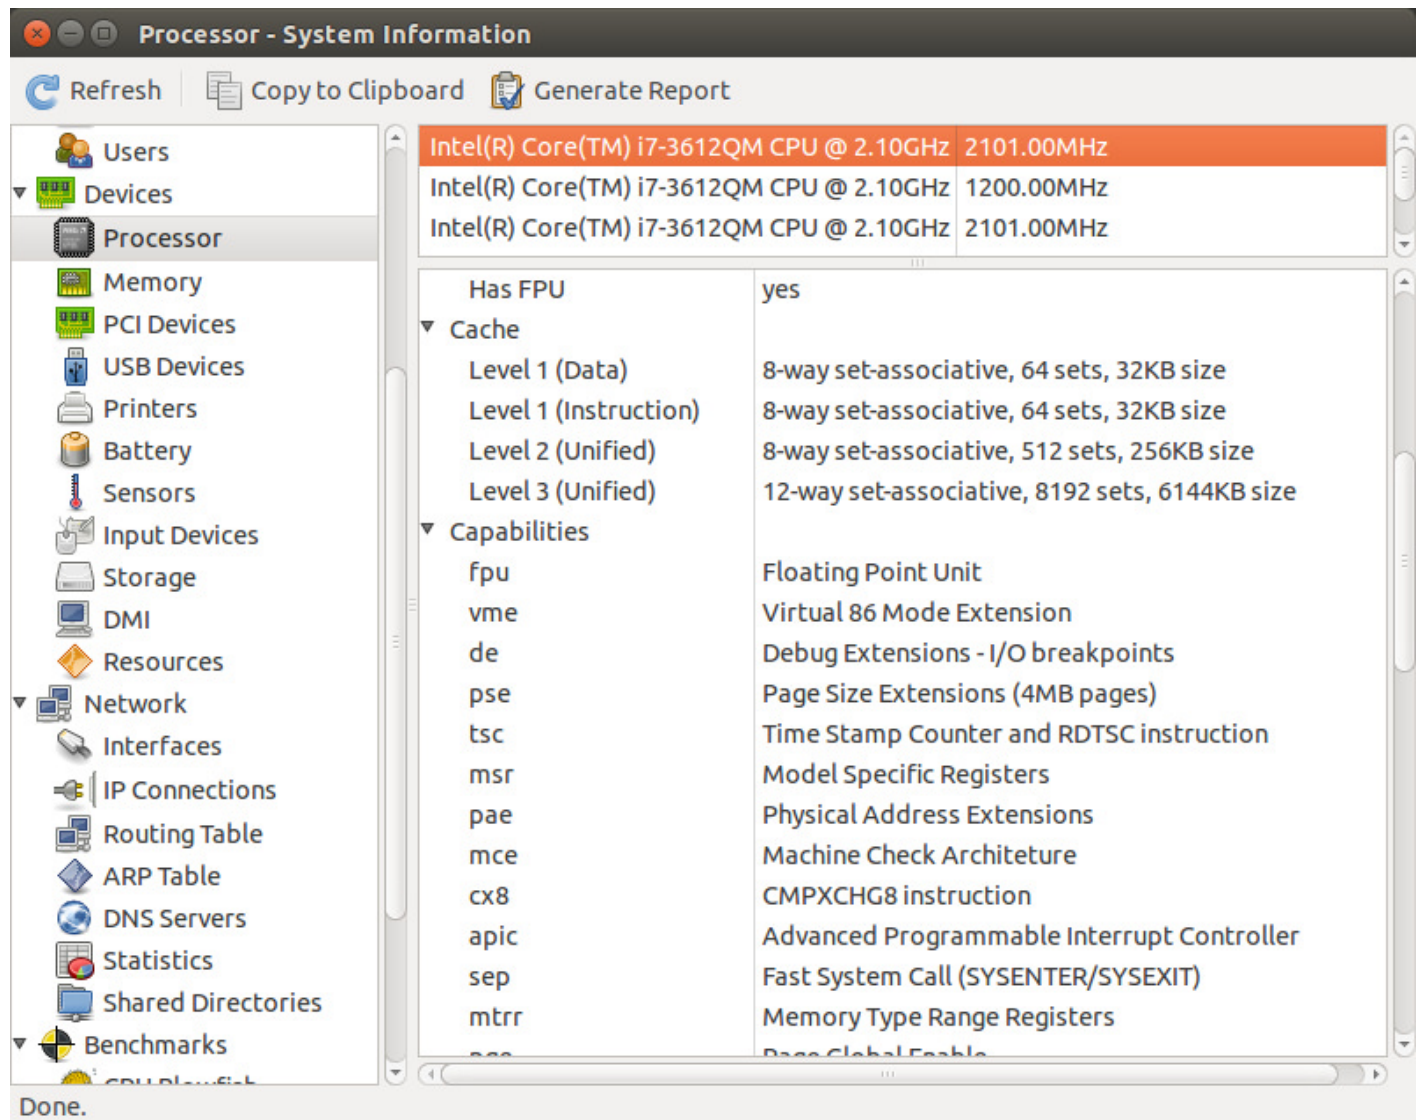 Processor - System Information
Refresh Copy to Clipboard Generate Report
Users
Devices
Processor
Memory
PCI Devices
USB Devices
Printers
Battery
Sensors
Input Devices
Storage
DMI
Resources
Network
Interfaces
IP Connections
Routing Table
ARP Table
DNS Servers
Statistics
Shared Directories
Benchmarks
CPU Blowfish
Intel(R) Core(TM) i7-3612QM CPU @ 2.10GHz 2101.00MHz
Intel(R) Core(TM) i7-3612QM CPU @ 2.10GHz 1200.00MHz
Intel(R) Core(TM) i7-3612QM CPU @ 2.10GHz 2101.00MHz
Has FPU yes
Cache
Level 1 (Data) 8-way set-associative, 64 sets, 32KB size
Level 1 (Instruction) 8-way set-associative, 64 sets, 32KB size
Level 2 (Unified) 8-way set-associative, 512 sets, 256KB size
Level 3 (Unified) 12-way set-associative, 8192 sets, 6144KB size
Capabilities
fpu Floating Point Unit
vme Virtual 86 Mode Extension
de Debug Extensions - I/O breakpoints
pse Page Size Extensions (4MB pages)
tsc Time Stamp Counter and RDTSC instruction
msr Model Specific Registers
pae Physical Address Extensions
mce Machine Check Architeture
cx8 CMPXCHG8 instruction
apic Advanced Programmable Interrupt Controller
sep Fast System Call (SYSENTER/SYSEXIT)
mtrr Memory Type Range Registers
pge Page Global Enable
Done.